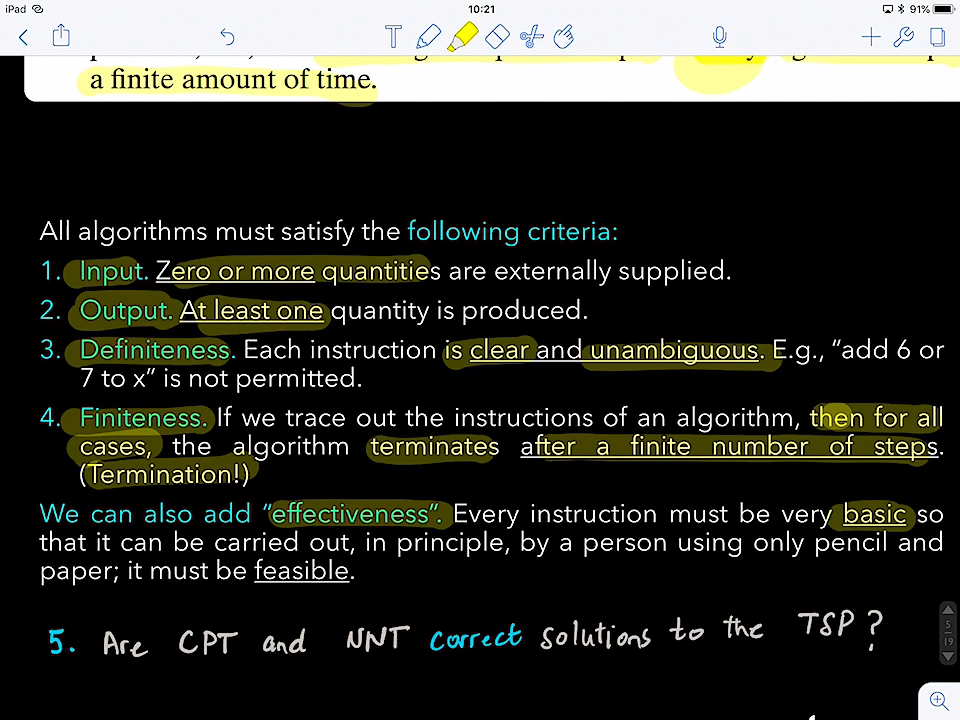 iPad 10:21 91%
T
a finite amount of time.
All algorithms must satisfy the following criteria:
1. Input. Zero or more quantities are externally supplied.
2. Output. At least one quantity is produced.
3. Definiteness. Each instruction is clear and unambiguous. E.g., “add 6 or
7 to x” is not permitted.
4. Finiteness. If we trace out the instructions of an algorithm, then for all
cases, the algorithm terminates after a finite number of steps.
(Termination!)
We can also add “effectiveness”. Every instruction must be very basic so
that it can be carried out, in principle, by a person using only pencil and
paper; it must be feasible.
5. Are CPT and NNT correct solutions to the TSP?
5
19